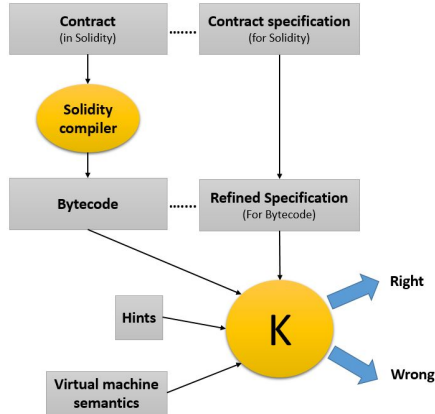 Contract
(in Solidity)
Contract specification
(for Solidity)
Solidity
compiler
Bytecode
Refined Specification
(For Bytecode)
Hints
K
Right
Wrong
Virtual machine
semantics